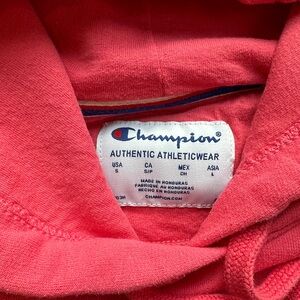 Champion®
AUTHENTIC ATHLETICWEAR
USA CA MEX ASIA
S S/P CH L
MADE IN HONDURAS
FABRIQUÉ AU HONDURAS
HECHO EN HONDURAS
CHAMPION.COM